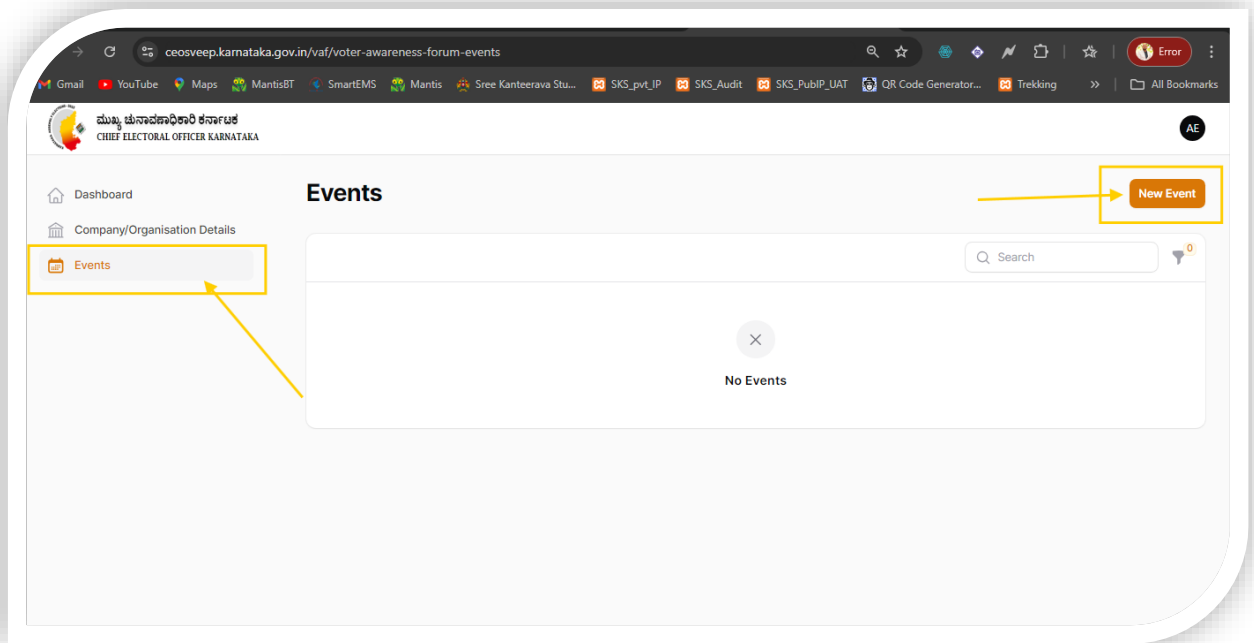 ceosveep.karnataka.gov.in/vaf/voter-awareness-forum-events
Error
Gmail YouTube Maps MantisBT SmartEMS Mantis Sree Kanteerava Stu... SKS_pvt_IP SKS_Audit SKS_PublP_UAT QR Code Generator... Trekking » All Bookmarks
ಮುಖ್ಯ ಚುನಾವಣಾಧಿಕಾರಿ ಕರ್ನಾಟಕ
CHIEF ELECTORAL OFFICER KARNATAKA
AE
Dashboard
Company/Organisation Details
Events
Events
New Event
Search
0
No Events